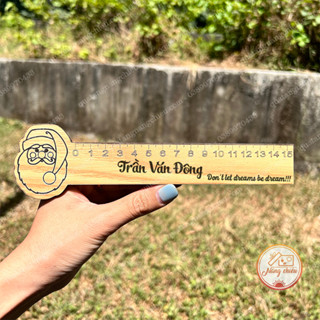 0 1 2 3 4 5 6 7 8 9 10 11 12 13 14 15
Trần Văn Đông
Don't let dreams be dream!!!